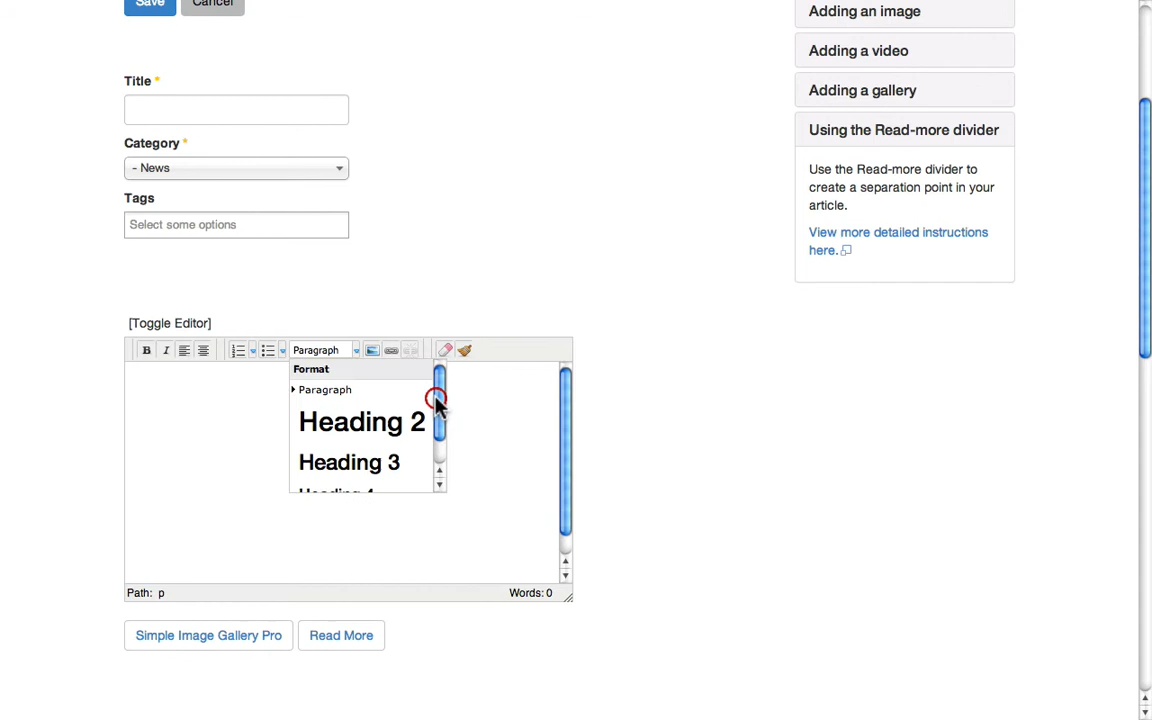 Save
Cancel
Title *
Category *
- News
Tags
Select some options
Adding an image
Adding a video
Adding a gallery
Using the Read-more divider
Use the Read-more divider to
create a separation point in your
article.
View more detailed instructions
here.
[Toggle Editor]
B I Paragraph
Format
Paragraph
Heading 2
Heading 3
Heading 4
Path: p
Words: 0
Simple Image Gallery Pro
Read More